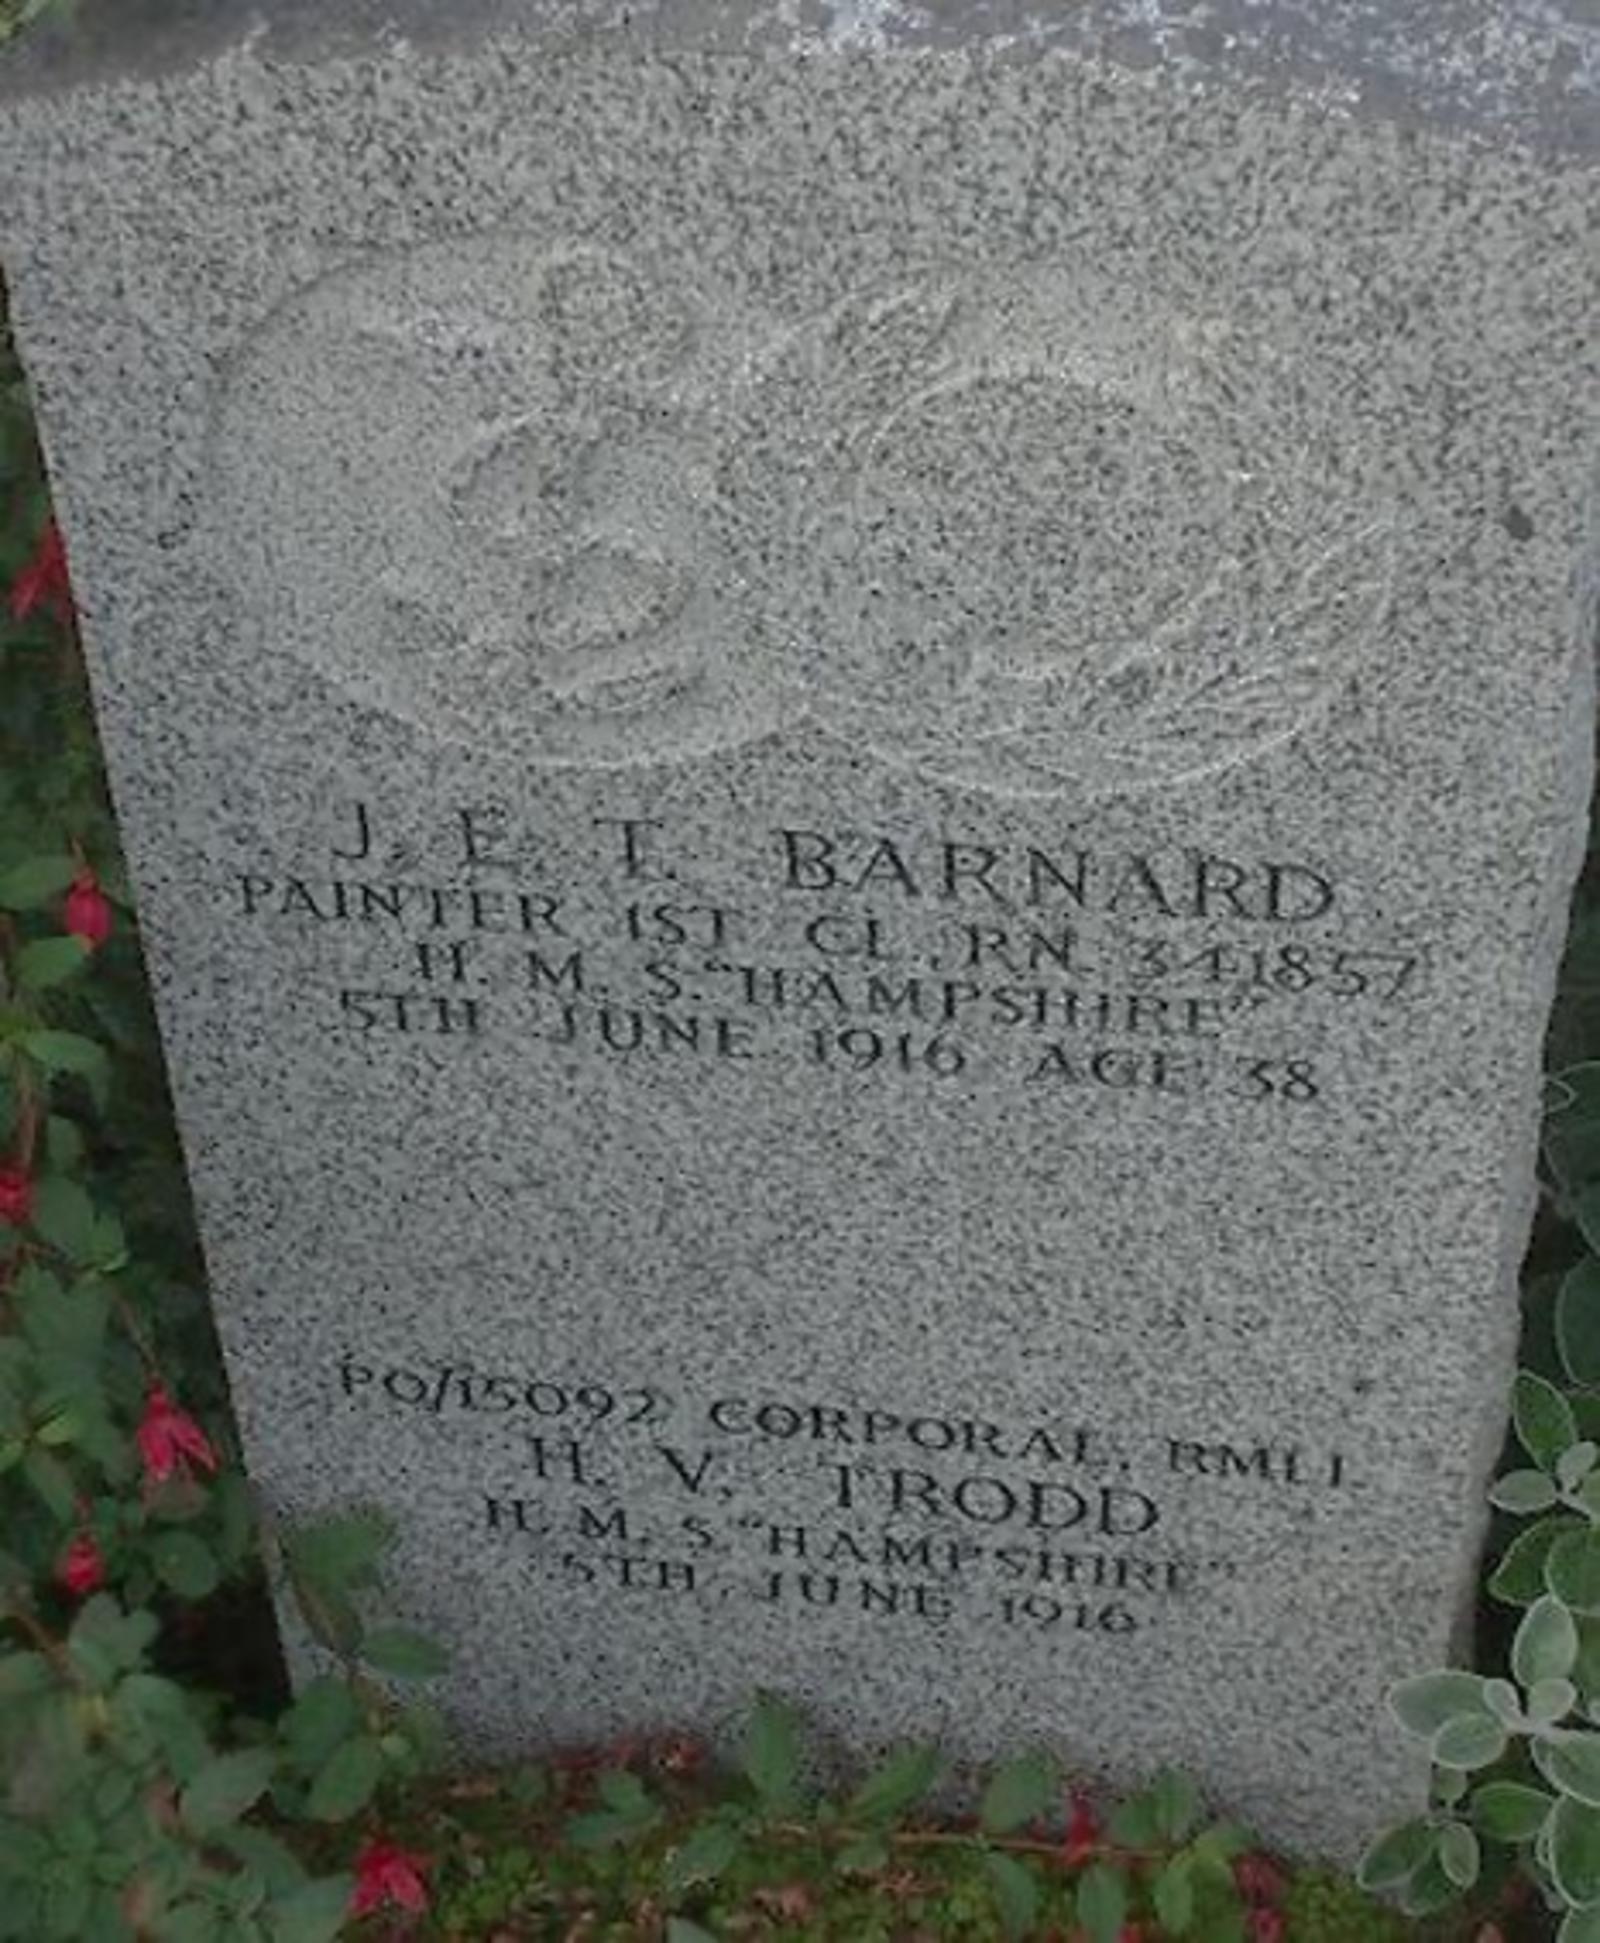 J. E. T. BARNARD
PAINTER 1ST CL. RN. 341857
H. M. S. "HAMPSHIRE"
5TH JUNE 1916 AGE 38
PO/15092 CORPORAL, RMLI
H. V. TRODD
H. M. S. "HAMPSHIRE"
5TH JUNE 1916